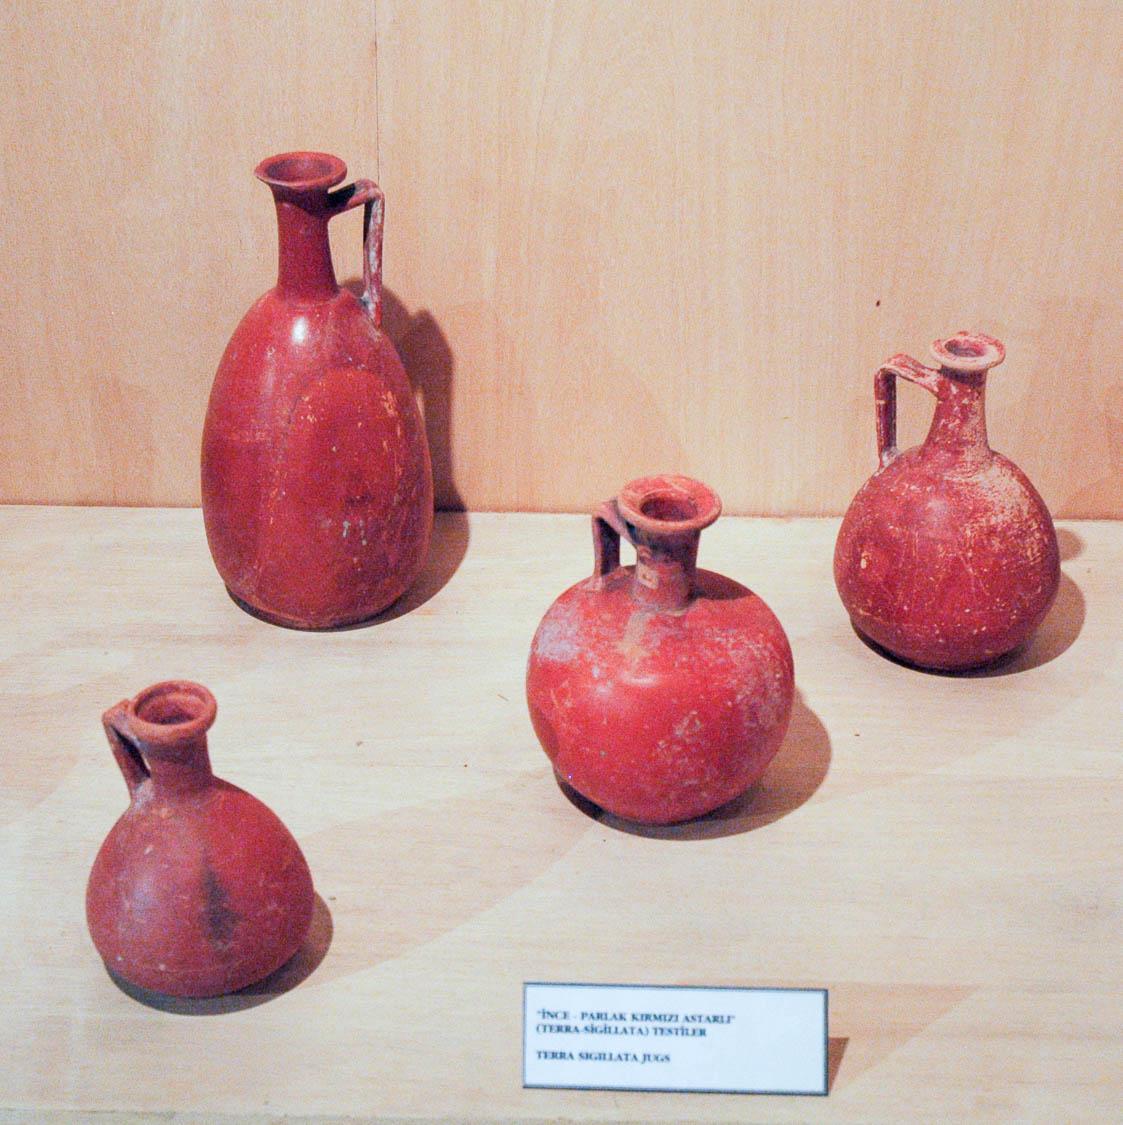 "İNCE - PARLAK KIRMIZI ASTARLI"
(TERRA-SİGİLLATA) TESTİLER
TERRA SIGILLATA JUGS